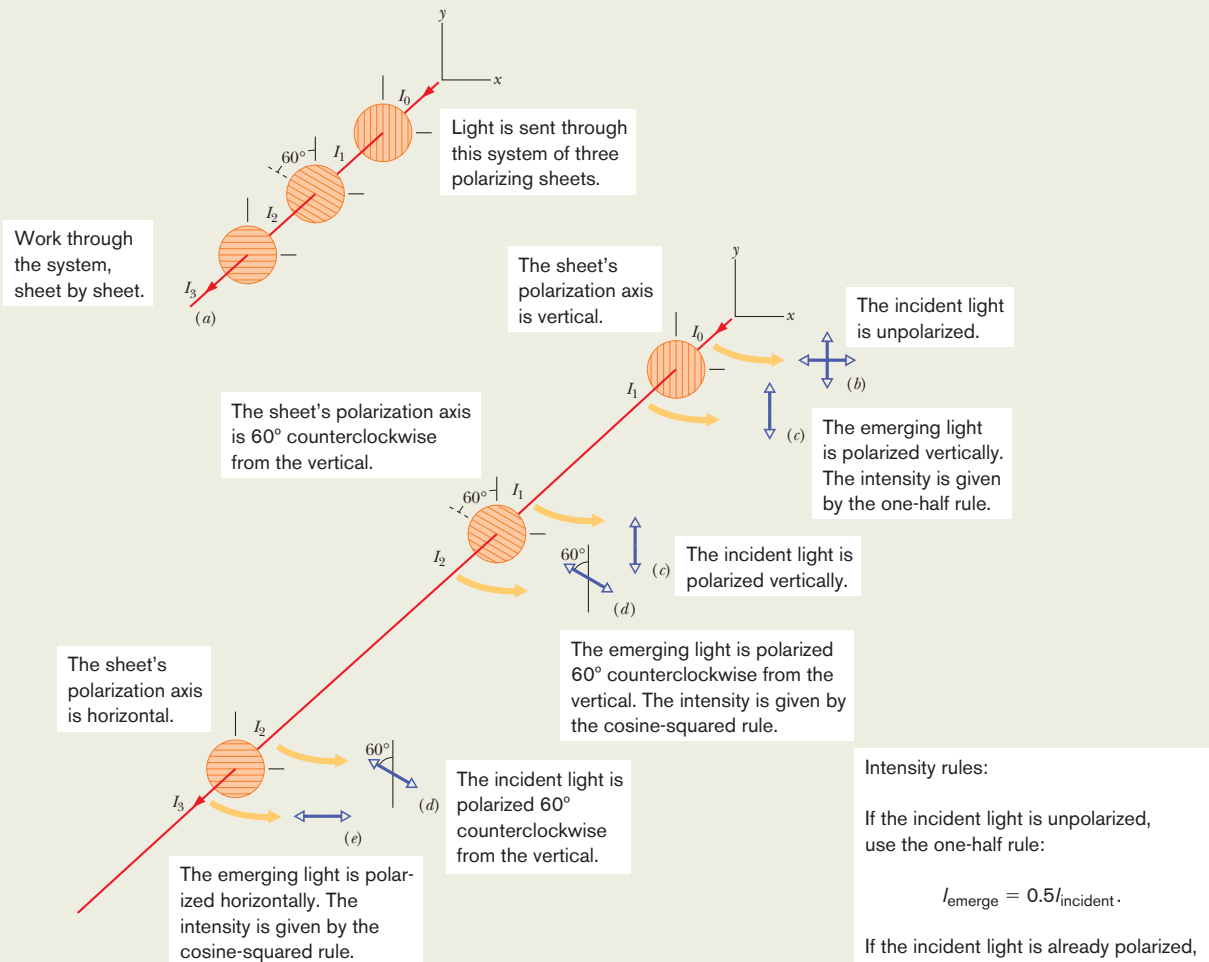 y
x
I0
Light is sent through
this system of three
polarizing sheets.
60°
I1
I2
Work through
the system,
sheet by sheet.
I3
(a)
The sheet's
polarization axis
is vertical.
y
x
The incident light
is unpolarized.
I0
(b)
I1
(c)
The emerging light
is polarized vertically.
The intensity is given
by the one-half rule.
The sheet's polarization axis
is 60° counterclockwise
from the vertical.
60°
I1
(c)
The incident light is
polarized vertically.
I2
60°
(d)
The emerging light is polarized
60° counterclockwise from the
vertical. The intensity is given by
the cosine-squared rule.
The sheet's
polarization axis
is horizontal.
I2
60°
(d)
The incident light is
polarized 60°
counterclockwise
from the vertical.
I3
(e)
The emerging light is polar-
ized horizontally. The
intensity is given by the
cosine-squared rule.
Intensity rules:
If the incident light is unpolarized,
use the one-half rule:
Iemerge = 0.5Iincident.
If the incident light is already polarized,